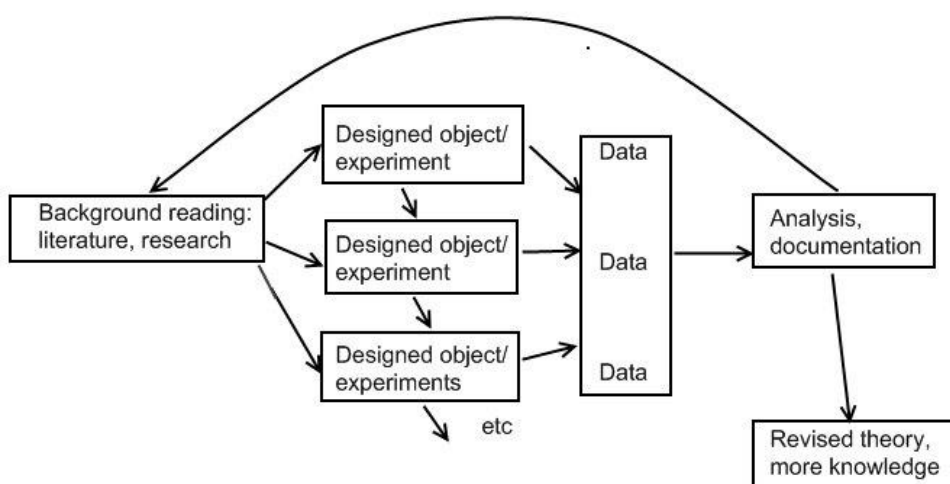 Designed object/
experiment
Data
Background reading:
literature, research
Designed object/
experiment
Data
Analysis,
documentation
Designed object/
experiments
Data
etc
Revised theory,
more knowledge